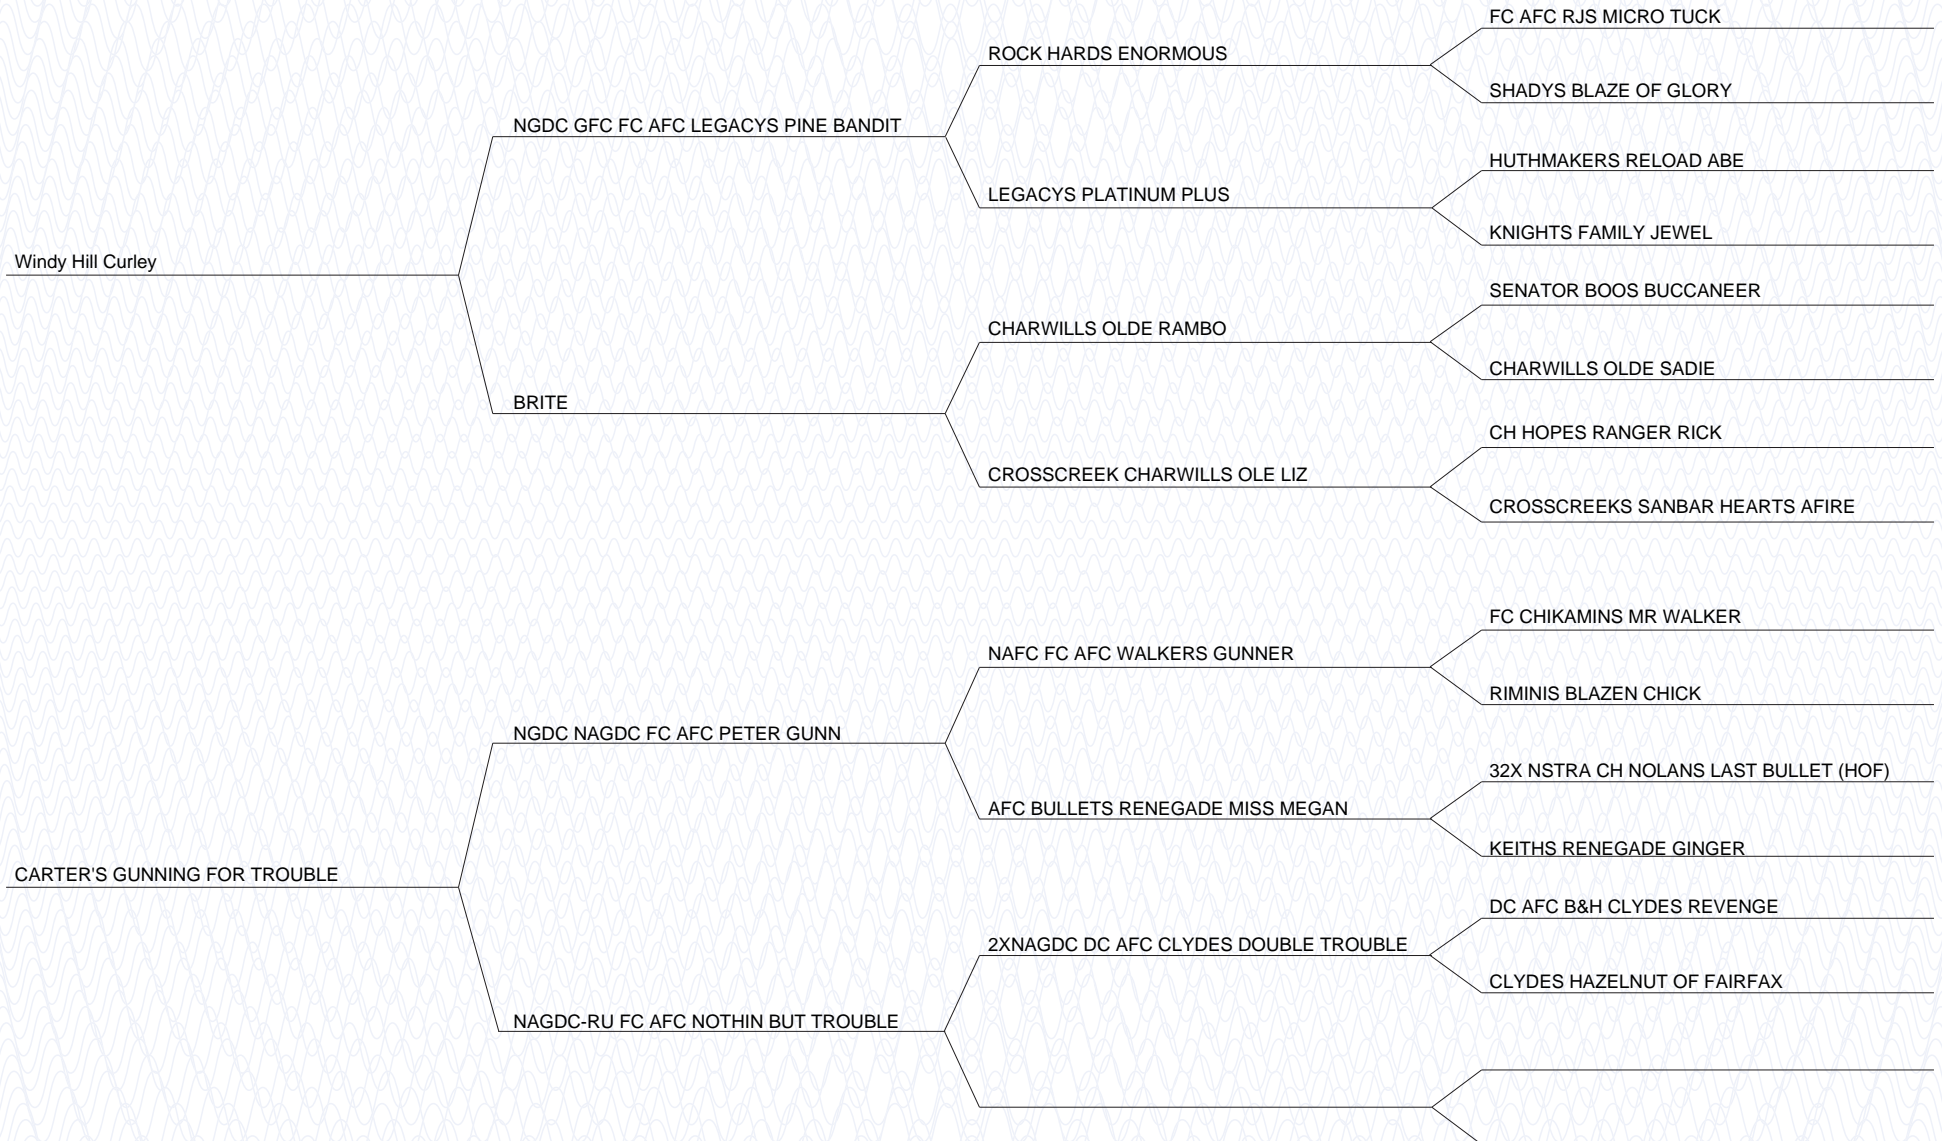 FC AFC RJS MICRO TUCK
ROCK HARDS ENORMOUS
SHADYS BLAZE OF GLORY
NGDC GFC FC AFC LEGACYS PINE BANDIT
HUTHMAKERS RELOAD ABE
LEGACYS PLATINUM PLUS
KNIGHTS FAMILY JEWEL
Windy Hill Curley
SENATOR BOOS BUCCANEER
CHARWILLS OLDE RAMBO
CHARWILLS OLDE SADIE
BRITE
CH HOPES RANGER RICK
CROSSCREEK CHARWILLS OLE LIZ
CROSSCREEKS SANBAR HEARTS AFIRE
FC CHIKAMINS MR WALKER
NAFC FC AFC WALKERS GUNNER
RIMINIS BLAZEN CHICK
NGDC NAGDC FC AFC PETER GUNN
32X NSTRA CH NOLANS LAST BULLET (HOF)
AFC BULLETS RENEGADE MISS MEGAN
KEITHS RENEGADE GINGER
CARTER'S GUNNING FOR TROUBLE
DC AFC B&H CLYDES REVENGE
2XNAGDC DC AFC CLYDES DOUBLE TROUBLE
CLYDES HAZELNUT OF FAIRFAX
NAGDC-RU FC AFC NOTHIN BUT TROUBLE